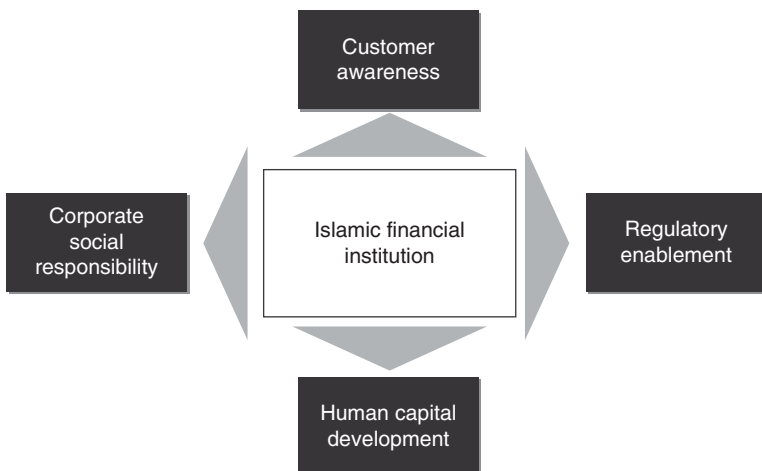 Customer
awareness
Corporate
social
responsibility
Islamic financial
institution
Regulatory
enablement
Human capital
development